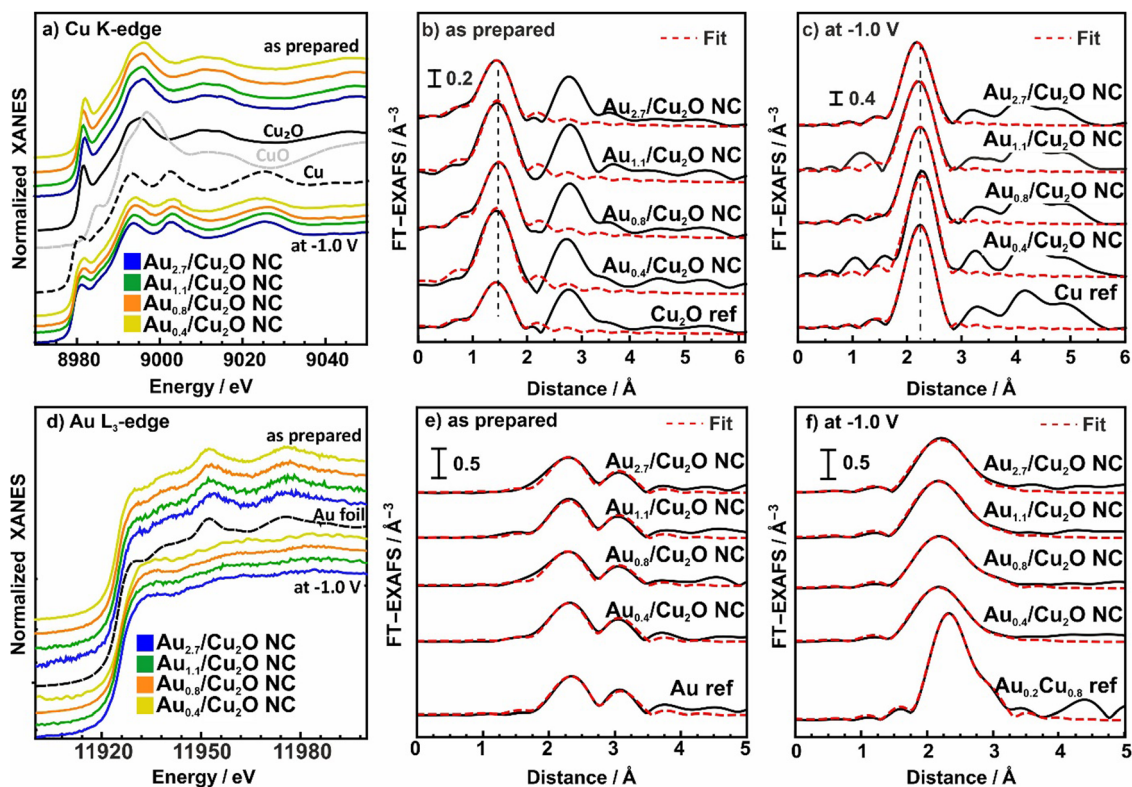 a) Cu K-edge
as prepared
Cu₂O
CuO
Cu
at -1.0 V
Au₂.₇/Cu₂O NC
Au₁.₁/Cu₂O NC
Au₀.₈/Cu₂O NC
Au₀.₄/Cu₂O NC
Normalized XANES
8980 9000 9020 9040
Energy / eV
b) as prepared
Fit
0.2
Au₂.₇/Cu₂O NC
Au₁.₁/Cu₂O NC
Au₀.₈/Cu₂O NC
Au₀.₄/Cu₂O NC
Cu₂O ref
FT–EXAFS / Å⁻³
0 1 2 3 4 5 6
Distance / Å
c) at -1.0 V
Fit
0.4
Au₂.₇/Cu₂O NC
Au₁.₁/Cu₂O NC
Au₀.₈/Cu₂O NC
Au₀.₄/Cu₂O NC
Cu ref
FT–EXAFS / Å⁻³
0 1 2 3 4 5 6
Distance / Å
d) Au L₃-edge
as prepared
Au foil
at -1.0 V
Au₂.₇/Cu₂O NC
Au₁.₁/Cu₂O NC
Au₀.₈/Cu₂O NC
Au₀.₄/Cu₂O NC
Normalized XANES
11920 11950 11980
Energy / eV
e) as prepared
Fit
0.5
Au₂.₇/Cu₂O NC
Au₁.₁/Cu₂O NC
Au₀.₈/Cu₂O NC
Au₀.₄/Cu₂O NC
Au ref
FT–EXAFS / Å⁻³
0 1 2 3 4 5
Distance / Å
f) at -1.0 V
Fit
0.5
Au₂.₇/Cu₂O NC
Au₁.₁/Cu₂O NC
Au₀.₈/Cu₂O NC
Au₀.₄/Cu₂O NC
Au₀.₂Cu₀.₈ ref
FT–EXAFS / Å⁻³
0 1 2 3 4 5
Distance / Å